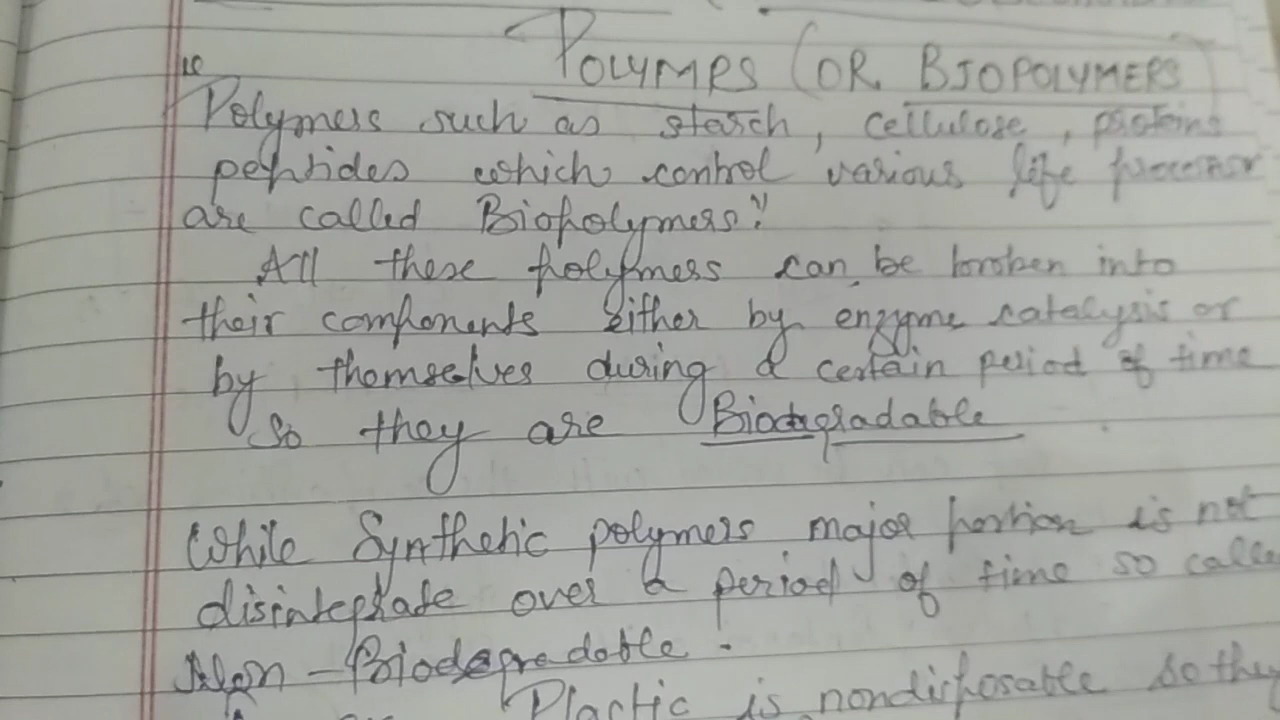 POLYMRS (OR BIOPOLYMERS
"Polymers such as starch, cellulose, proteins
peptides which control various life processes
are called Biopolymers."
All these polymers can be broken into
their components either by enzyme catalysis or
by themselves during a certain period of time
So they are Biodegradable
While Synthetic polymers major portion is not
disintegrate over a period of time so calle
Non-Biodegradable.
Plastic is nondisposable so they